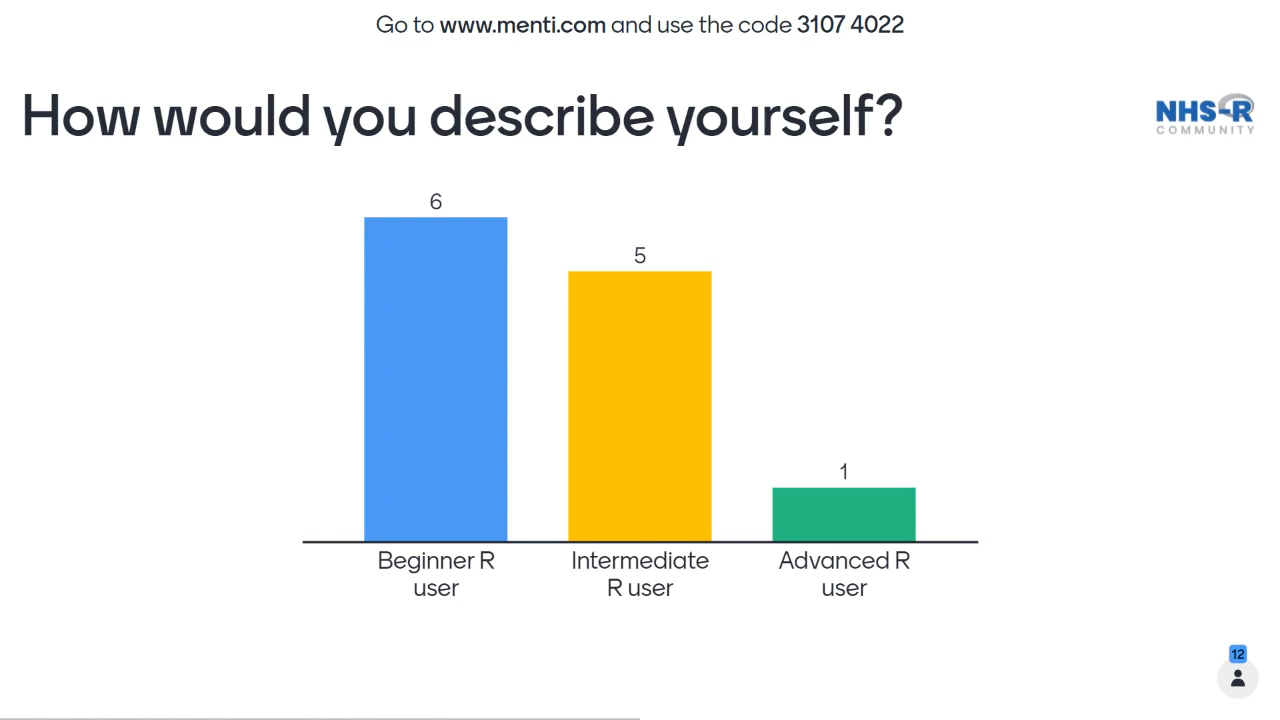 Go to www.menti.com and use the code 3107 4022
How would you describe yourself?
NHS-R
COMMUNITY
6
5
1
Beginner R
user
Intermediate
R user
Advanced R
user
12